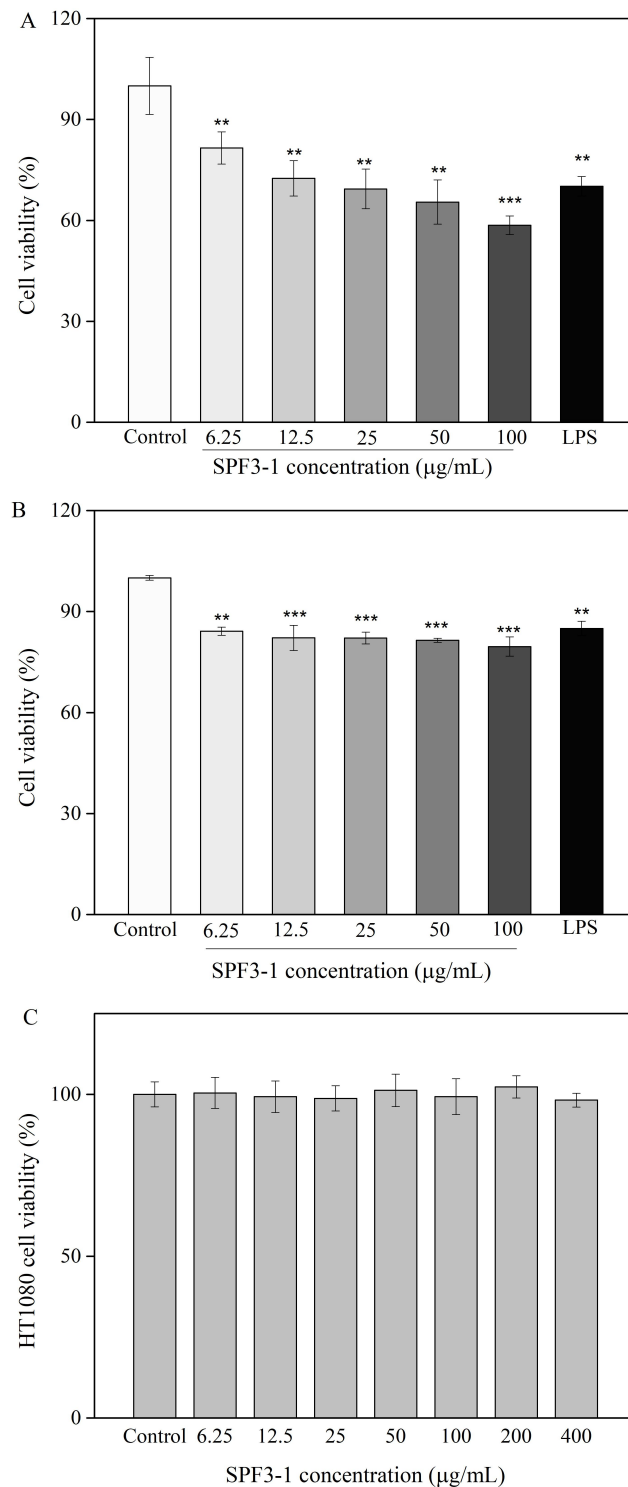 A
120
90
60
30
0
Cell viability (%)
**
**
**
**
***
**
Control 6.25 12.5 25 50 100 LPS
SPF3-1 concentration (μg/mL)
B
120
90
60
30
0
Cell viability (%)
**
***
***
***
***
**
Control 6.25 12.5 25 50 100 LPS
SPF3-1 concentration (μg/mL)
C
100
50
0
HT1080 cell viability (%)
Control 6.25 12.5 25 50 100 200 400
SPF3-1 concentration (μg/mL)